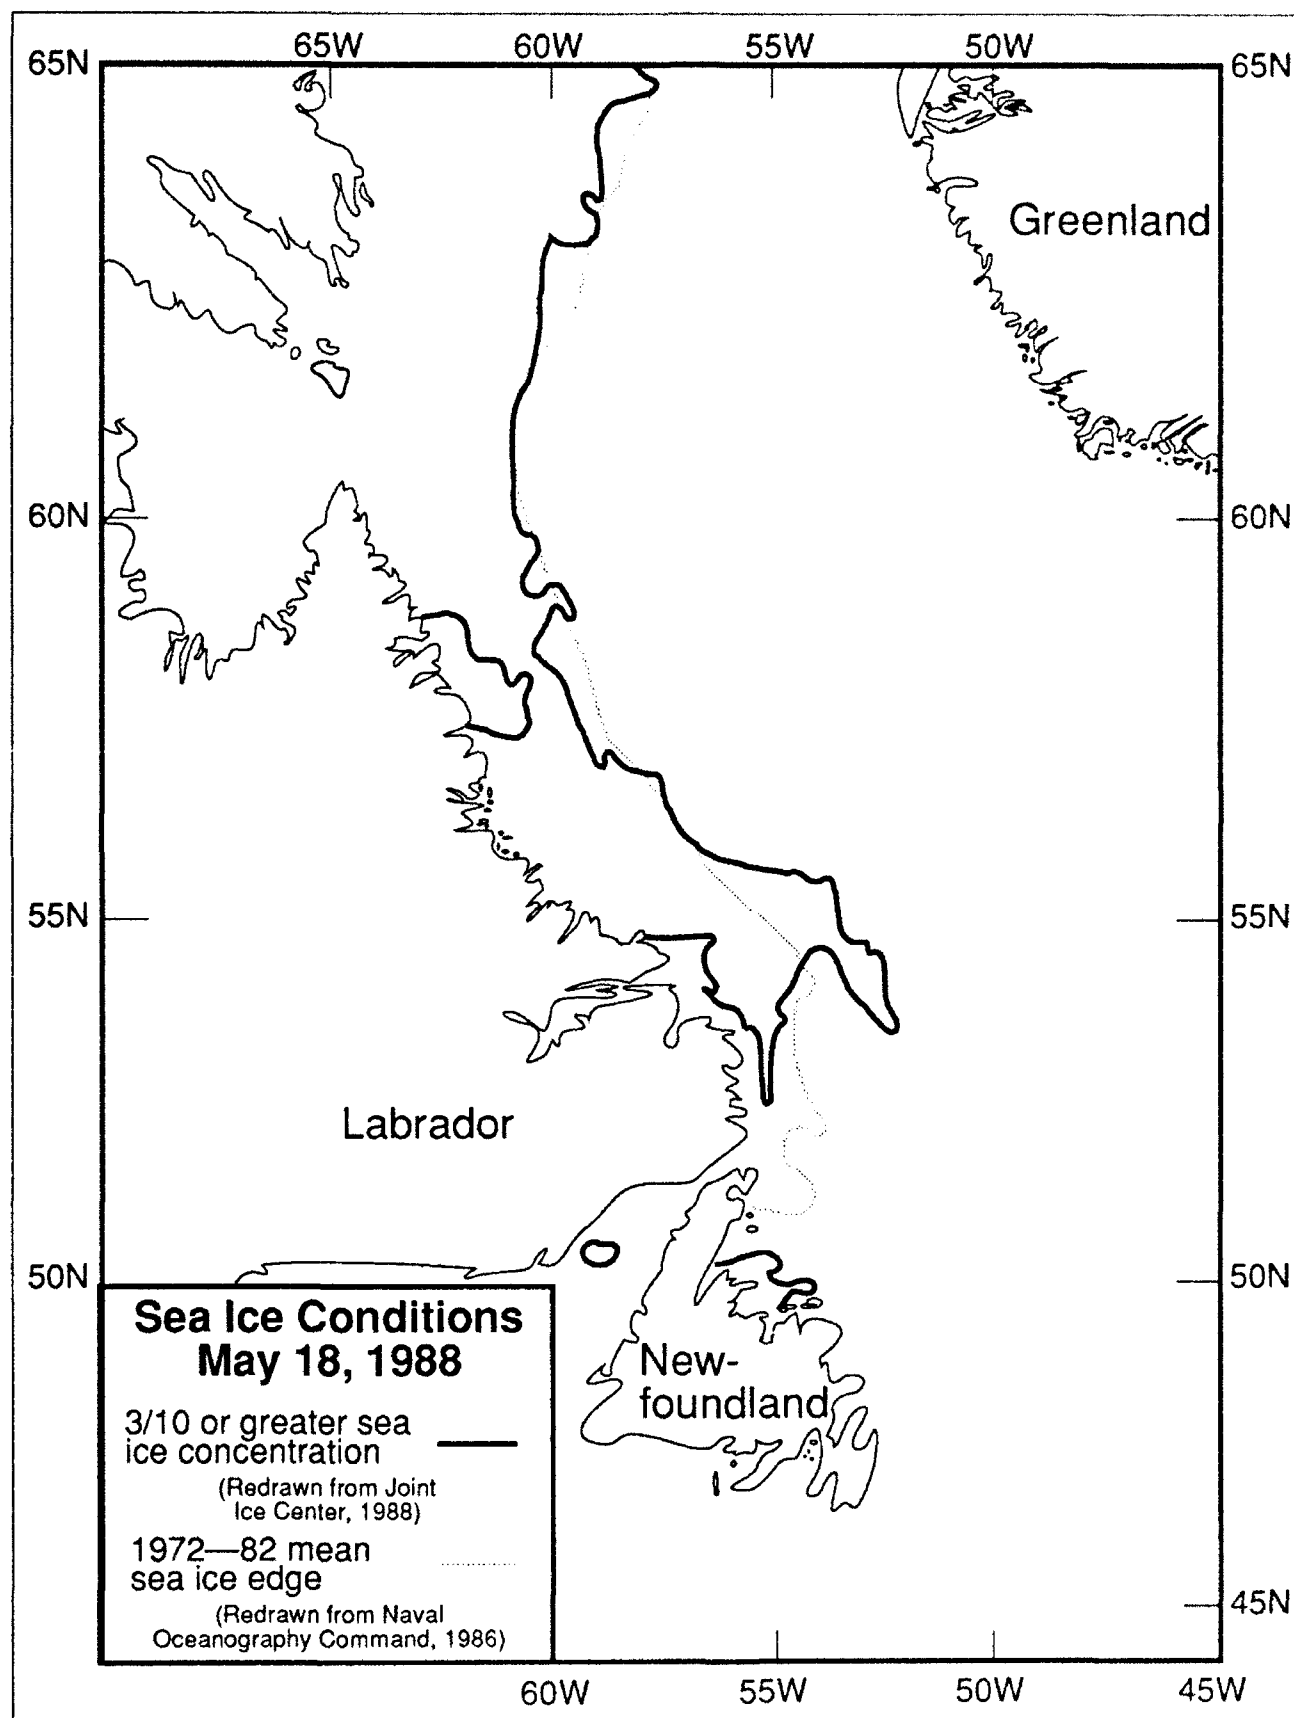 65W 60W 55W 50W
65N 65N
Greenland
60N 60N
55N 55N
Labrador
50N 50N
Sea Ice Conditions
May 18, 1988
New-
foundland
3/10 or greater sea
ice concentration
(Redrawn from Joint
Ice Center, 1988)
1972—82 mean
sea ice edge
(Redrawn from Naval
Oceanography Command, 1986)
45N
60W 55W 50W 45W